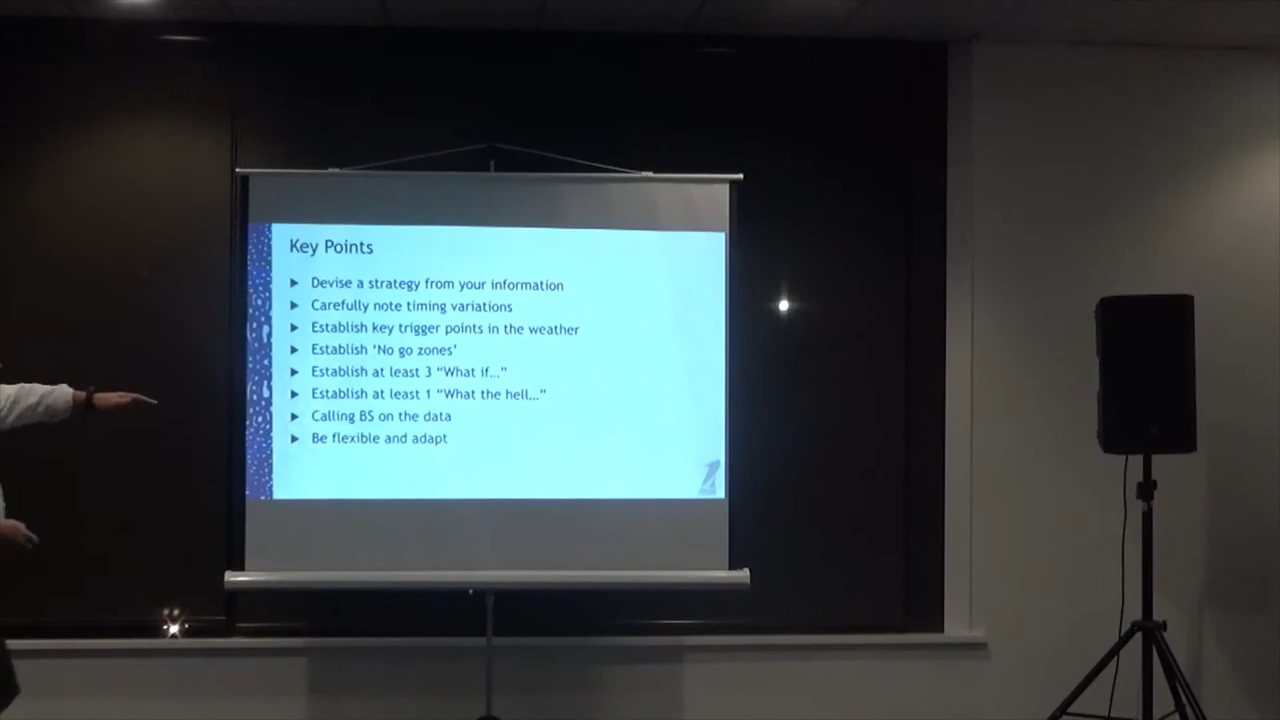 Key Points
Devise a strategy from your information
Carefully note timing variations
Establish key trigger points in the weather
Establish ‘No go zones’
Establish at least 3 “What if...”
Establish at least 1 “What the hell...”
Calling BS on the data
Be flexible and adapt